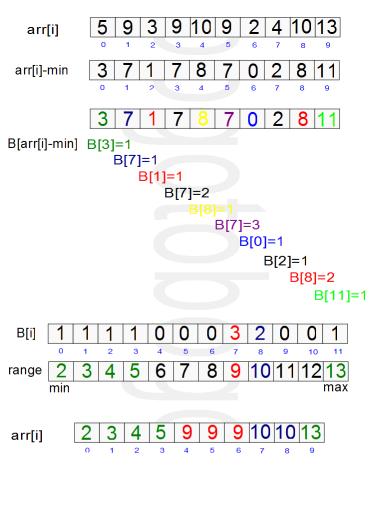 arr[i] 5 9 3 9 10 9 2 4 10 13
0 1 2 3 4 5 6 7 8 9
arr[i]-min 3 7 1 7 8 7 0 2 8 11
0 1 2 3 4 5 6 7 8 9
3 7 1 7 8 7 0 2 8 11
B[arr[i]-min] B[3]=1
B[7]=1
B[1]=1
B[7]=2
B[8]=1
B[7]=3
B[0]=1
B[2]=1
B[8]=2
B[11]=1
B[i] 1 1 1 1 0 0 0 3 2 0 0 1
0 1 2 3 4 5 6 7 8 9 10 11
range 2 3 4 5 6 7 8 9 10 11 12 13
min max
arr[i] 2 3 4 5 9 9 9 10 10 13
0 1 2 3 4 5 6 7 8 9